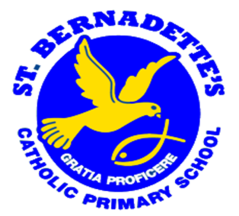 ST. BERNADETTE'S
GRATIA PROFICERE
CATHOLIC PRIMARY SCHOOL